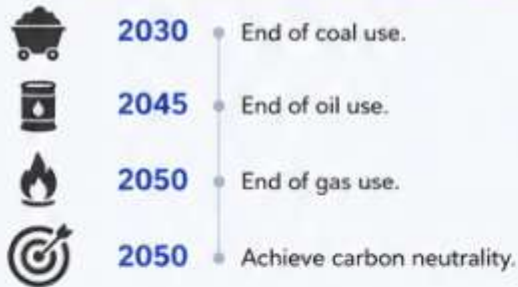 2030 End of coal use.
2045 End of oil use.
2050 End of gas use.
2050 Achieve carbon neutrality.